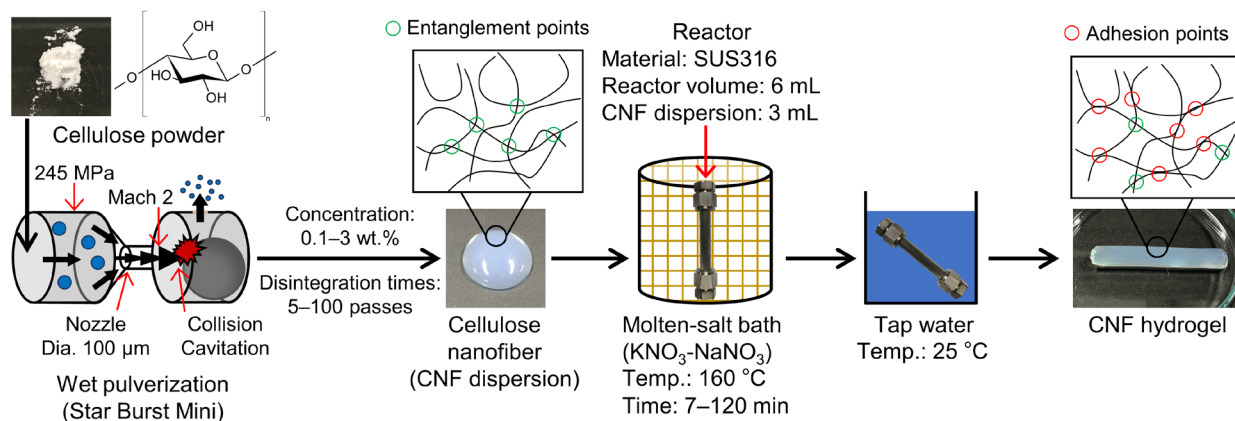 OH
O
O
HO
OH
O
n
Cellulose powder
245 MPa
Mach 2
Nozzle
Dia. 100 μm
Collision
Cavitation
Wet pulverization
(Star Burst Mini)
Concentration:
0.1–3 wt.%
Disintegration times:
5–100 passes
Entanglement points
Cellulose
nanofiber
(CNF dispersion)
Reactor
Material: SUS316
Reactor volume: 6 mL
CNF dispersion: 3 mL
Molten-salt bath
(KNO₃-NaNO₃)
Temp.: 160 °C
Time: 7–120 min
Tap water
Temp.: 25 °C
Adhesion points
CNF hydrogel